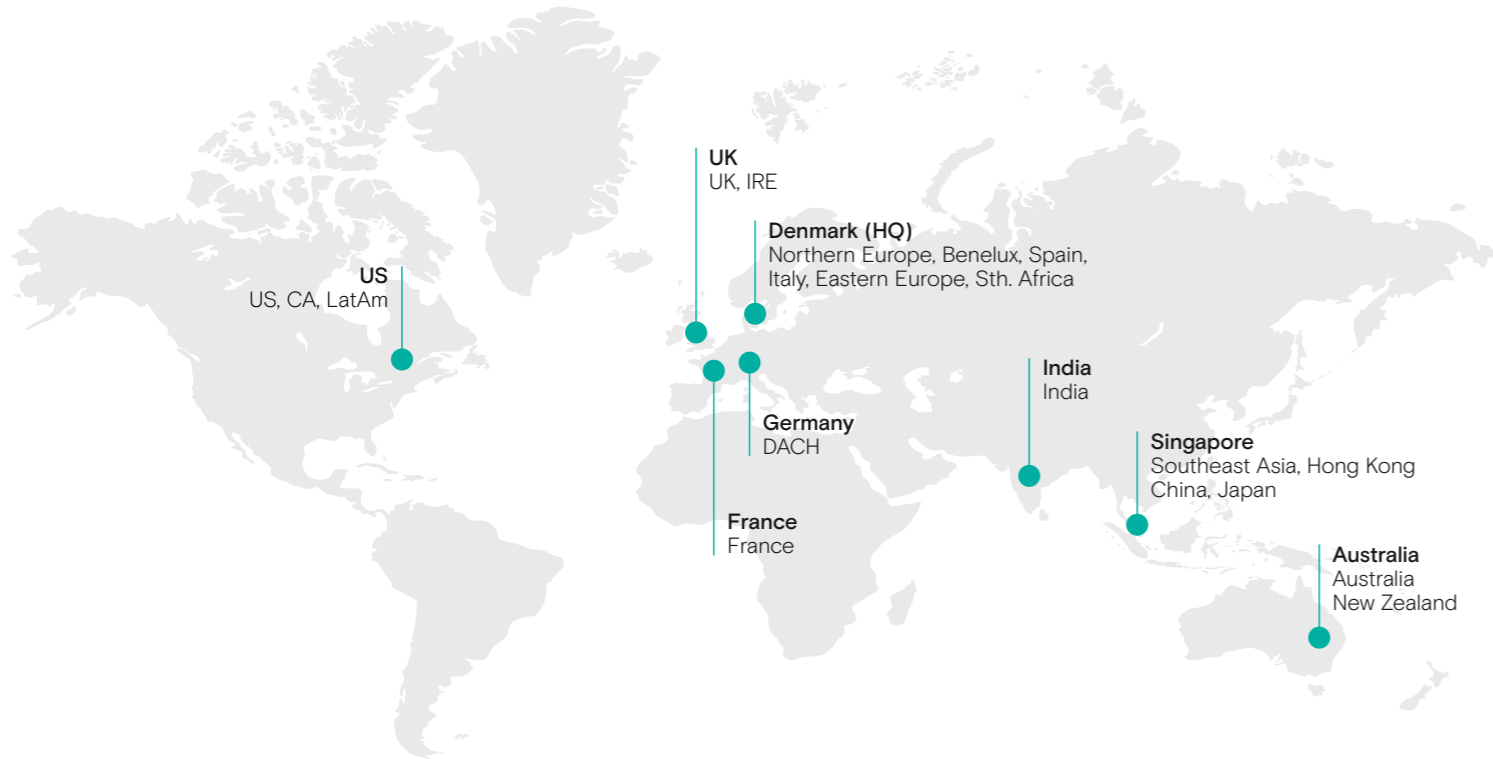 UK
UK, IRE
Denmark (HQ)
Northern Europe, Benelux, Spain,
Italy, Eastern Europe, Sth. Africa
US
US, CA, LatAm
India
India
Germany
DACH
Singapore
Southeast Asia, Hong Kong
China, Japan
France
France
Australia
Australia
New Zealand